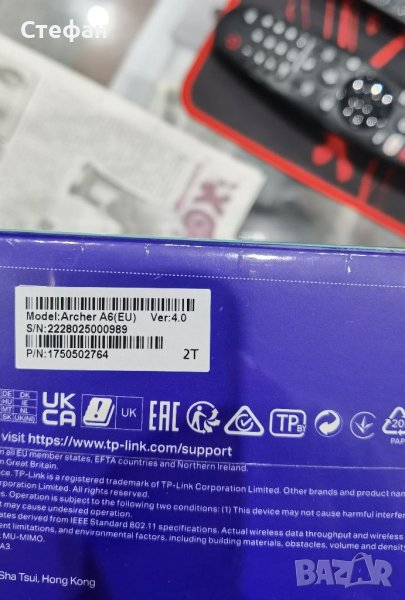 Стефан
Model:Archer A6(EU) Ver:4.0
S/N:2228025000989
P/N:1750502764 2T
DE DK
HU IE
MT NL
SK UK(NI)
UK
CA
UK
EAC
TP
BY
20
PAP
visit https://www.tp-link.com/support
n all EU member states, EFTA countries and Northern Ireland.
n Great Britain.
ce. TP-Link is a registered trademark of TP-Link Corporation Limited. Other brands and product nam
rporation Limited. All rights reserved.
les. Operation is subject to the following two conditions: (1) This device may not cause harmful interfer
ates derived from IEEE Standard 802.11 specifications. Actual wireless data throughput and wireless
ent limitations, and environmental factors, including building materials, obstacles, volume and density
rt MU-MIMO.
A3.
Sha Tsui, Hong Kong
BAZAR